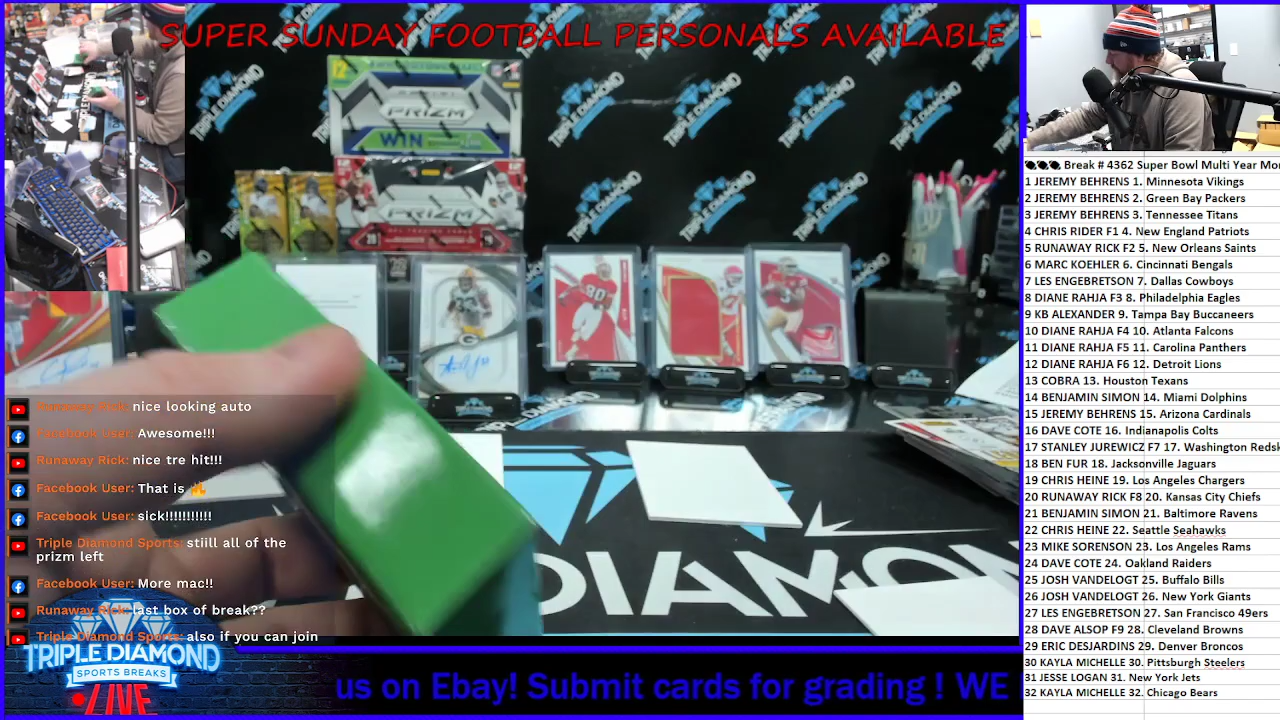 SUPER SUNDAY FOOTBALL PERSONALS AVAILABLE
PRIZM
WIN
PRIZM
TRIPLE DIAMOND
80
G
DIAMON
nice looking auto
Facebook User: Awesome!!!
Runaway Rick: nice tre hit!!!
Facebook User: That is 🔥
Facebook User: sick!!!!!!!!!!!
Triple Diamond Sports: stiill all of the
prizm left
Facebook User: More mac!!
Runaway Rick: last box of break??
Triple Diamond Sports: also if you can join
TRIPLE DIAMOND
SPORTS BREAKS
LIVE
us on Ebay! Submit cards for grading ! WE
Break # 4362 Super Bowl Multi Year Mo
1 JEREMY BEHRENS 1. Minnesota Vikings
2 JEREMY BEHRENS 2. Green Bay Packers
3 JEREMY BEHRENS 3. Tennessee Titans
4 CHRIS RICHER F1 4. New England Patriots
5 RUNAWAY RICK F2 5. New Orleans Saints
6 MARC KOEHLER 6. Cincinnati Bengals
7 LES ENGEBRETSON 7. Dallas Cowboys
8 DIANE RAHJA F3 8. Philadelphia Eagles
9 KB ALEXANDER 9. Tampa Bay Buccaneers
10 DIANE RAHJA F4 10. Atlanta Falcons
11 DIANE RAHJA F5 11. Carolina Panthers
12 DIANE RAHJA F6 12. Detroit Lions
13 COBRA 13. Houston Texans
14 BENJAMIN SIMON 14. Miami Dolphins
15 JEREMY BEHRENS 15. Arizona Cardinals
16 DAVE COTE 16. Indianapolis Colts
17 STANLEY JUREWICZ F7 17. Washington Redsk
18 BEN FUR 18. Jacksonville Jaguars
19 CHRIS HEINE 19. Los Angeles Chargers
20 RUNAWAY RICK F8 20. Kansas City Chiefs
21 BENJAMIN SIMON 21. Baltimore Ravens
22 CHRIS HEINE 22. Seattle Seahawks
23 MIKE SORENSON 23. Los Angeles Rams
24 DAVE COTE 24. Oakland Raiders
25 JOSH VANDELOGT 25. Buffalo Bills
26 JOSH VANDELOGT 26. New York Giants
27 LES ENGEBRETSON 27. San Francisco 49ers
28 DAVE ALSOP F9 28. Cleveland Browns
29 Denver Broncos
30 KAYLA MICHELE Pittsburgh Steelers
31 JESSE LOGAN 31. New York Jets
32 KAYLA MICHELE 32. Chicago Bears